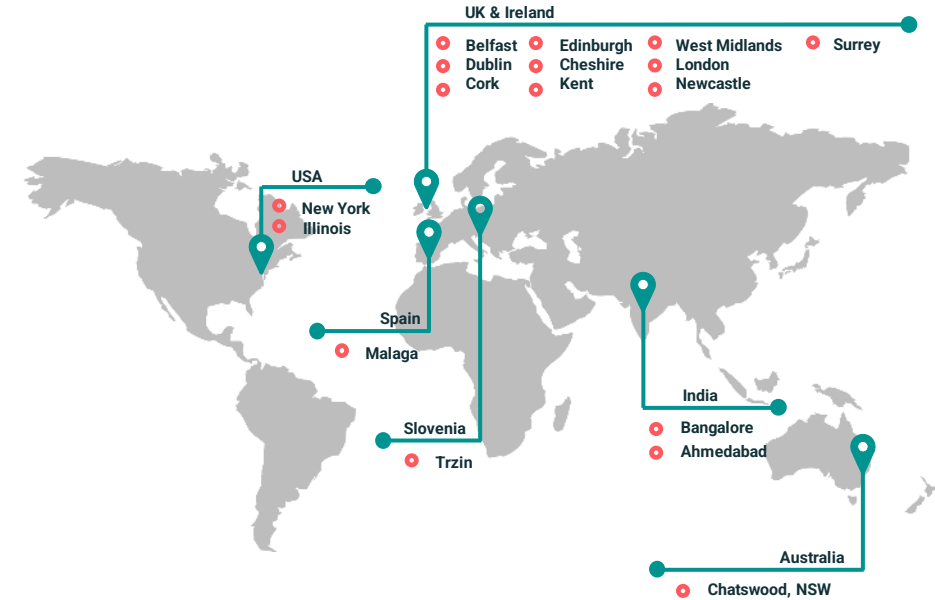 UK & Ireland
Belfast Edinburgh West Midlands Surrey
Dublin Cheshire London
Cork Kent Newcastle
USA
New York
Illinois
Spain
Malaga
India
Bangalore
Ahmedabad
Slovenia
Trzin
Australia
Chatswood, NSW